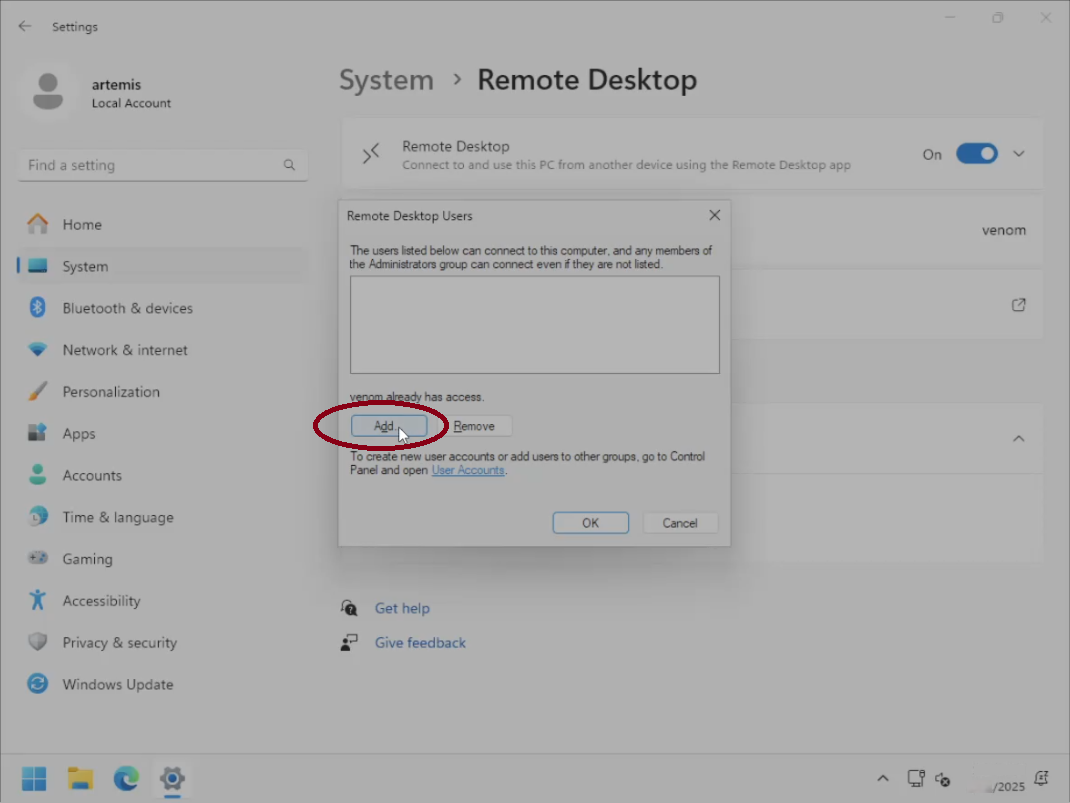 Settings
artemis
Local Account
Find a setting
Home
System
Bluetooth & devices
Network & internet
Personalization
Apps
Accounts
Time & language
Gaming
Accessibility
Privacy & security
Windows Update
System > Remote Desktop
Remote Desktop
Connect to and use this PC from another device using the Remote Desktop app
On
venom
Remote Desktop Users
The users listed below can connect to this computer, and any members of
the Administrators group can connect even if they are not listed.
venom already has access.
Add...
Remove
To create new user accounts or add users to other groups, go to Control
Panel and open User Accounts.
OK
Cancel
Get help
Give feedback
/2025